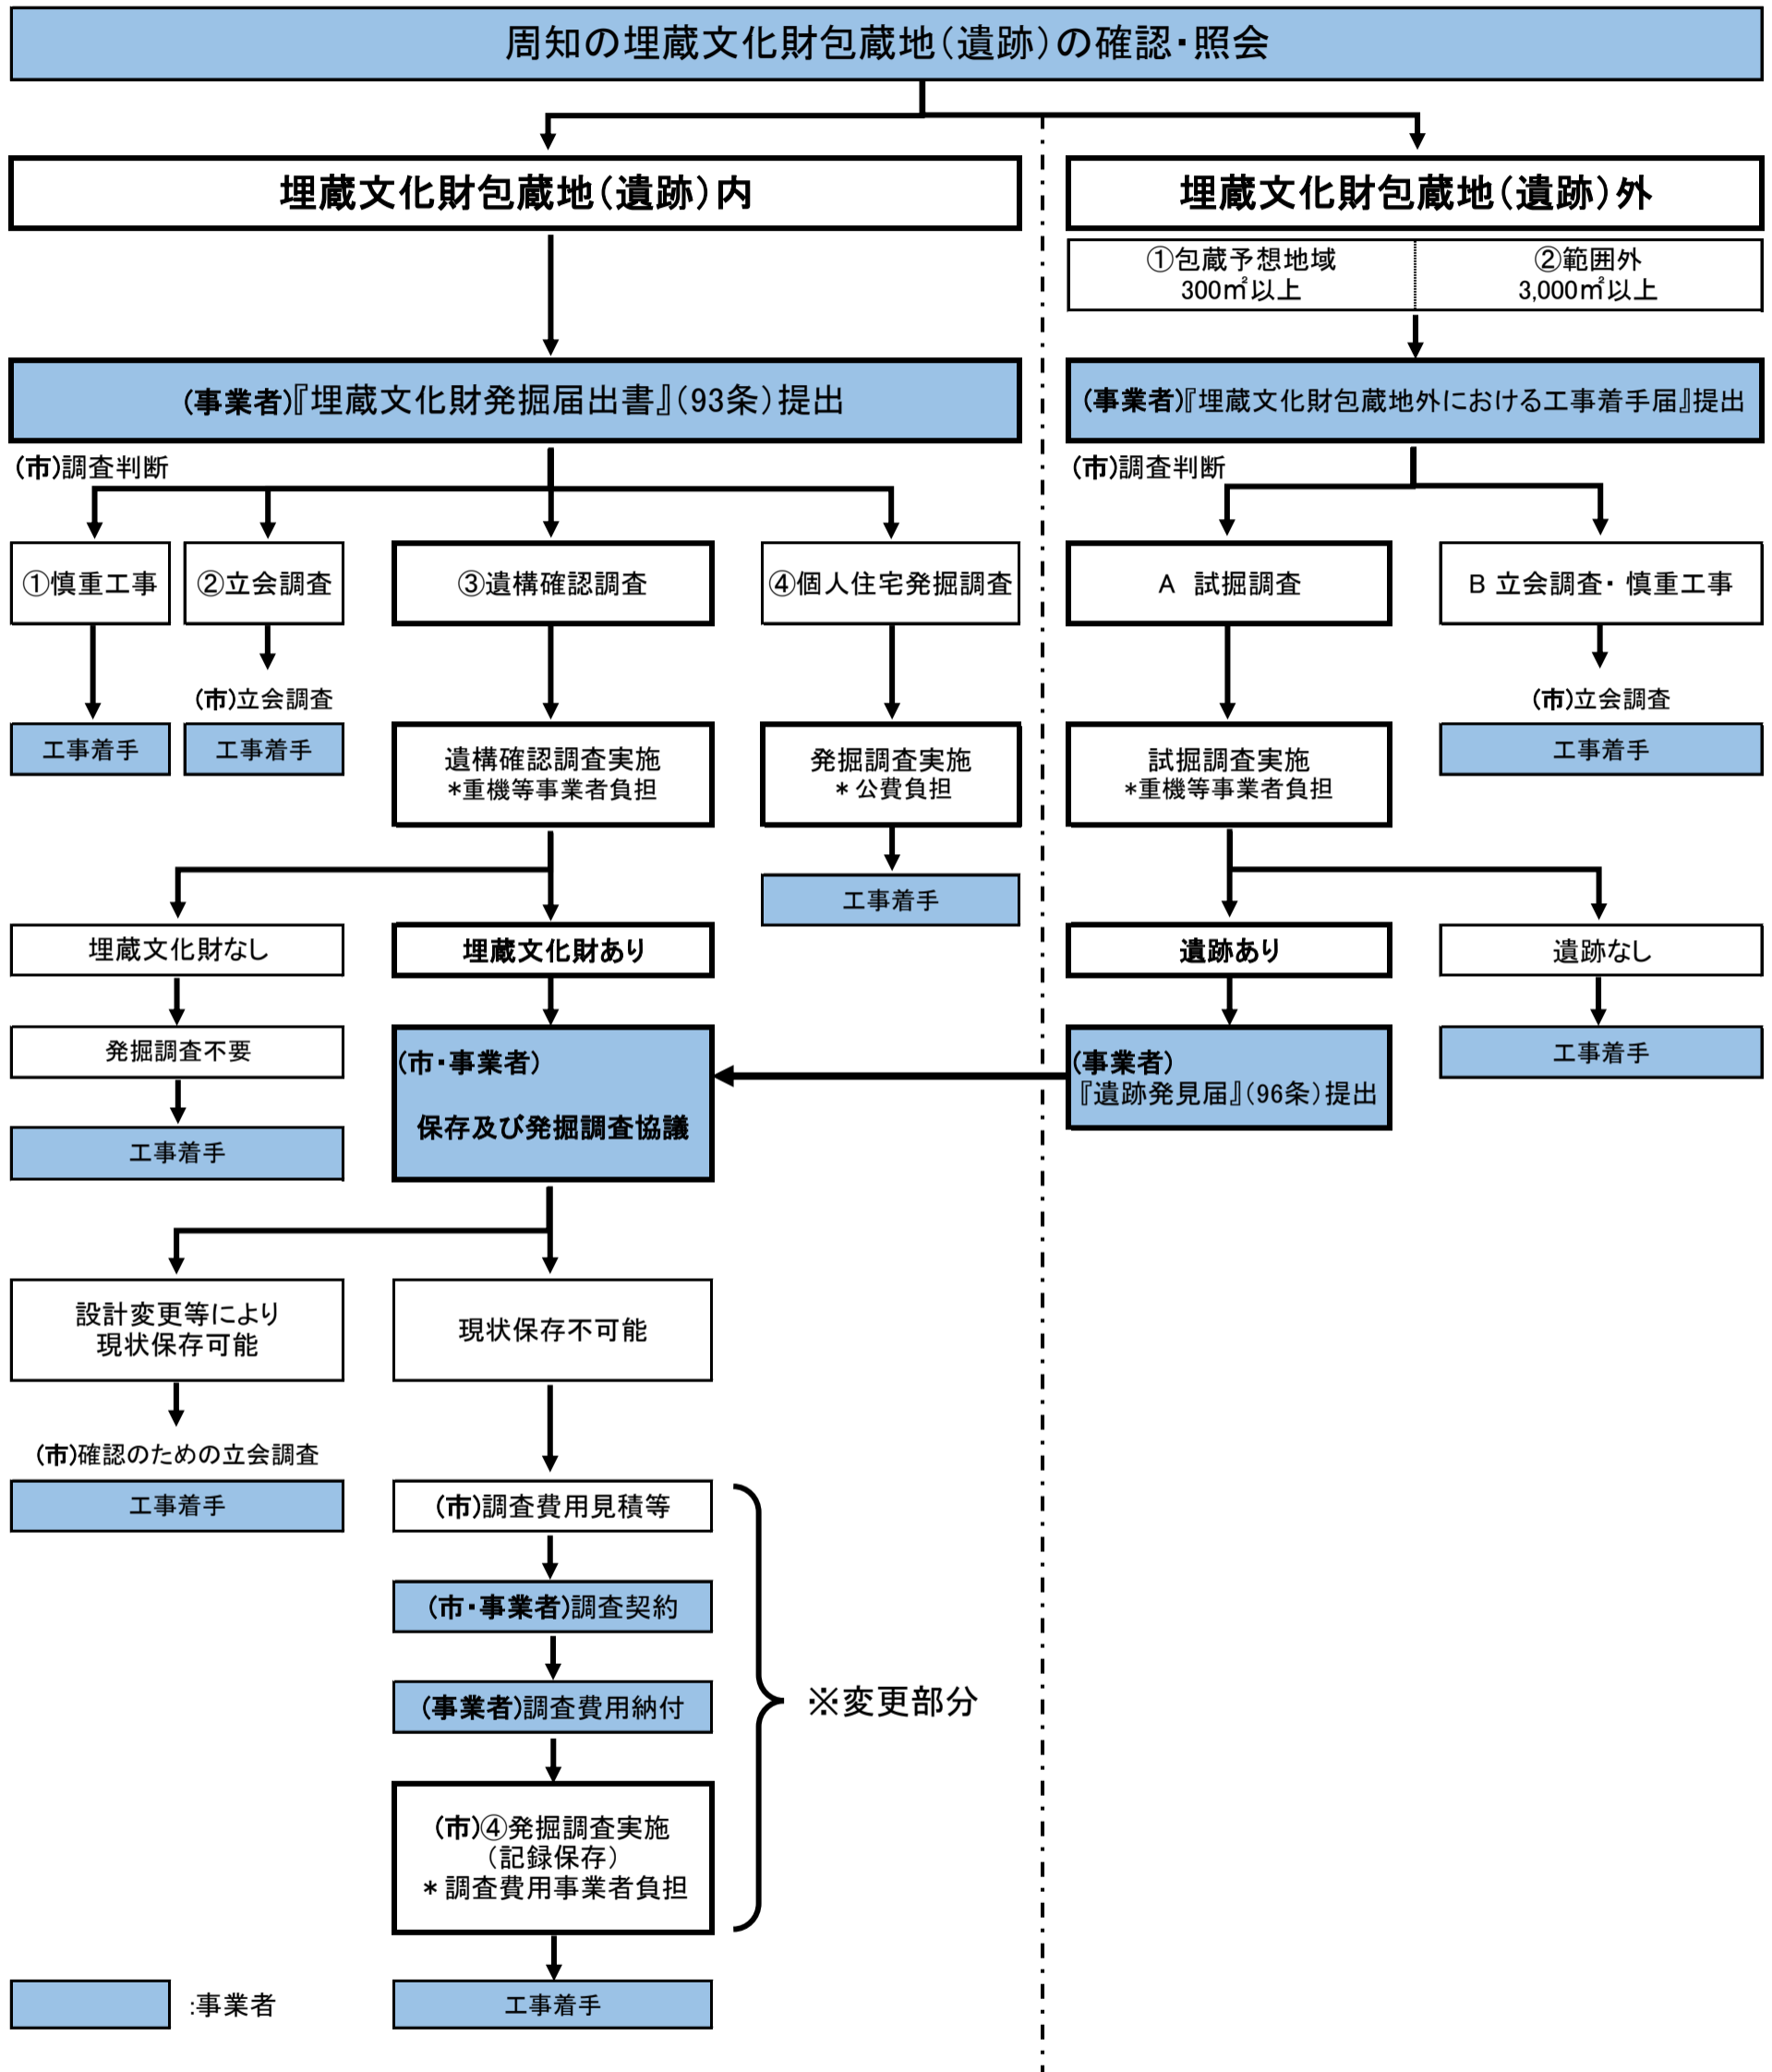 周知の埋蔵文化財包蔵地（遺跡）の確認・照会
埋蔵文化財包蔵地（遺跡）内
埋蔵文化財包蔵地（遺跡）外
①包蔵予想地域
300㎡以上
②範囲外
3,000㎡以上
(事業者)『埋蔵文化財発掘届出書』（93条）提出
(事業者)『埋蔵文化財包蔵地外における工事着手届』提出
(市)調査判断
(市)調査判断
①慎重工事
②立会調査
③遺構確認調査
④個人住宅発掘調査
A 試掘調査
B 立会調査・慎重工事
(市)立会調査
(市)立会調査
工事着手
工事着手
遺構確認調査実施
*重機等事業者負担
発掘調査実施
*公費負担
試掘調査実施
*重機等事業者負担
工事着手
工事着手
埋蔵文化財なし
埋蔵文化財あり
遺跡あり
遺跡なし
発掘調査不要
(市・事業者)
保存及び発掘調査協議
(事業者)
『遺跡発見届』（96条）提出
工事着手
工事着手
設計変更等により
現状保存可能
現状保存不可能
(市)確認のための立会調査
工事着手
(市)調査費用見積等
(市・事業者)調査契約
(事業者)調査費用納付
※変更部分
(市)④発掘調査実施
（記録保存）
*調査費用事業者負担
:事業者
工事着手